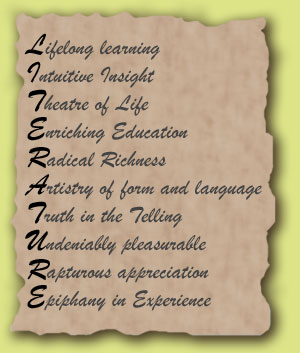 Lifelong learning
Intuitive Insight
Theatre of Life
Enriching Education
Radical Richness
Artistry of form and language
Truth in the Telling
Undeniably pleasurable
Rapturous appreciation
Epiphany in Experience